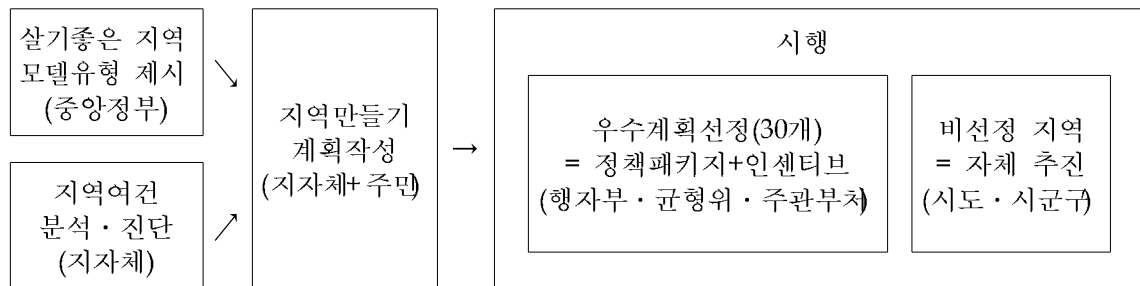 살기좋은 지역
모델유형 제시
(중앙정부)
↘
지역여건
분석·진단
(지자체)
↗
지역만들기
계획작성
(지자체+주민)
→
시행
우수계획선정(30개)
= 정책패키지+인센티브
(행자부·균형위·주관부처)
비선정 지역
= 자체 추진
(시도·시군구)